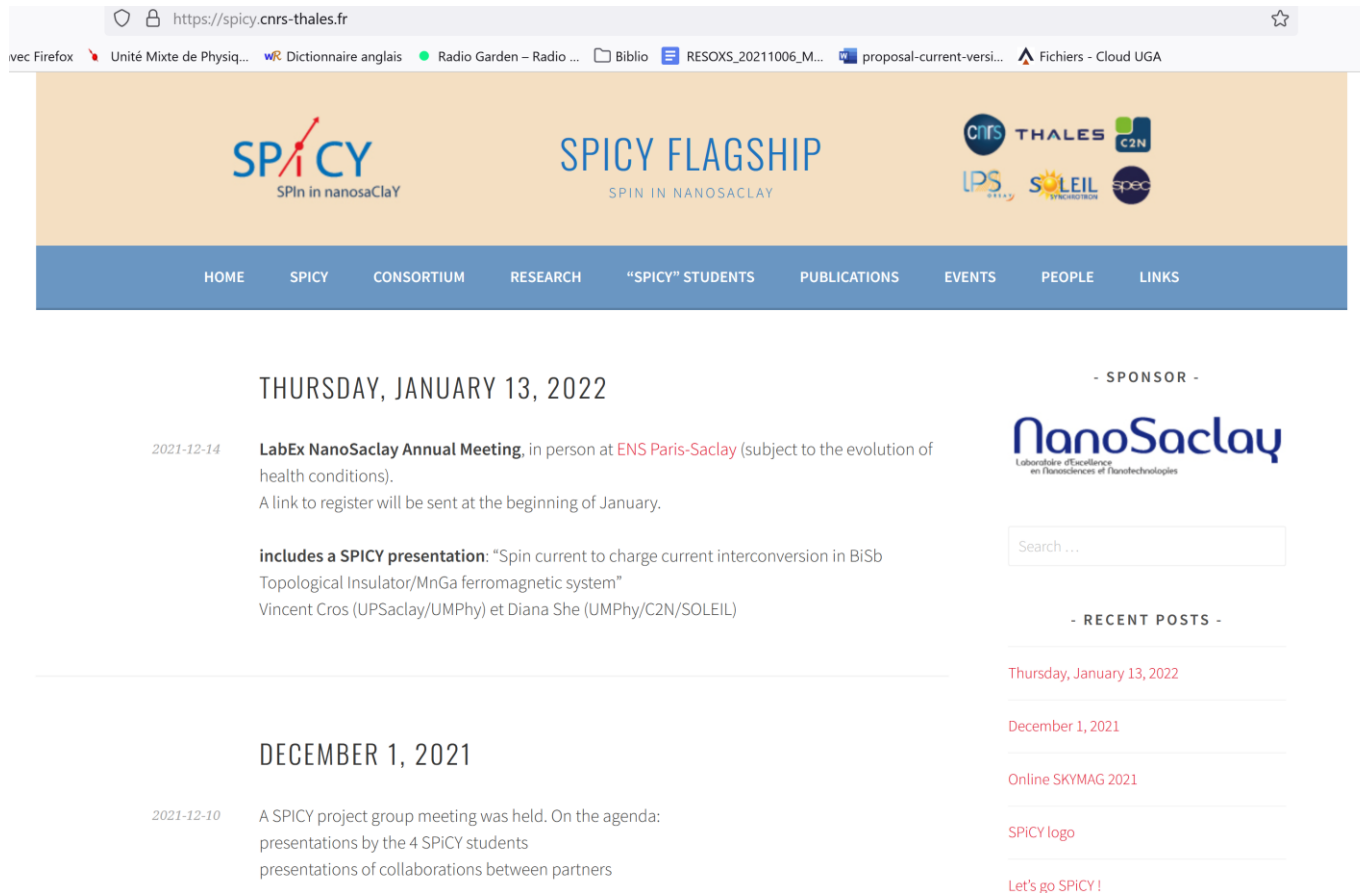 https://spicy.cnrs-thales.fr
avec Firefox Unité Mixte de Physiq... WR Dictionnaire anglais Radio Garden – Radio ... Biblio RESOXS_20211006_M... proposal-current-versi... Fichiers - Cloud UGA
SPiCY
SPIn in nanosaClaY
SPICY FLAGSHIP
SPIN IN NANOSACLAY
cnrs THALES C2N
LPS ORSAY SOLEIL SYNCHROTRON spec
HOME SPICY CONSORTIUM RESEARCH “SPICY” STUDENTS PUBLICATIONS EVENTS PEOPLE LINKS
THURSDAY, JANUARY 13, 2022
2021-12-14
LabEx NanoSaclay Annual Meeting, in person at ENS Paris-Saclay (subject to the evolution of
health conditions).
A link to register will be sent at the beginning of January.
includes a SPICY presentation: “Spin current to charge current interconversion in BiSb
Topological Insulator/MnGa ferromagnetic system”
Vincent Cros (UPSaclay/UMPhy) et Diana She (UMPhy/C2N/SOLEIL)
DECEMBER 1, 2021
2021-12-10
A SPICY project group meeting was held. On the agenda:
presentations by the 4 SPiCY students
presentations of collaborations between partners
- SPONSOR -
NanoSaclay
Laboratoire d'Excellence
en Nanosciences et Nanotechnologies
Search …
- RECENT POSTS -
Thursday, January 13, 2022
December 1, 2021
Online SKYMAG 2021
SPiCY logo
Let’s go SPiCY !